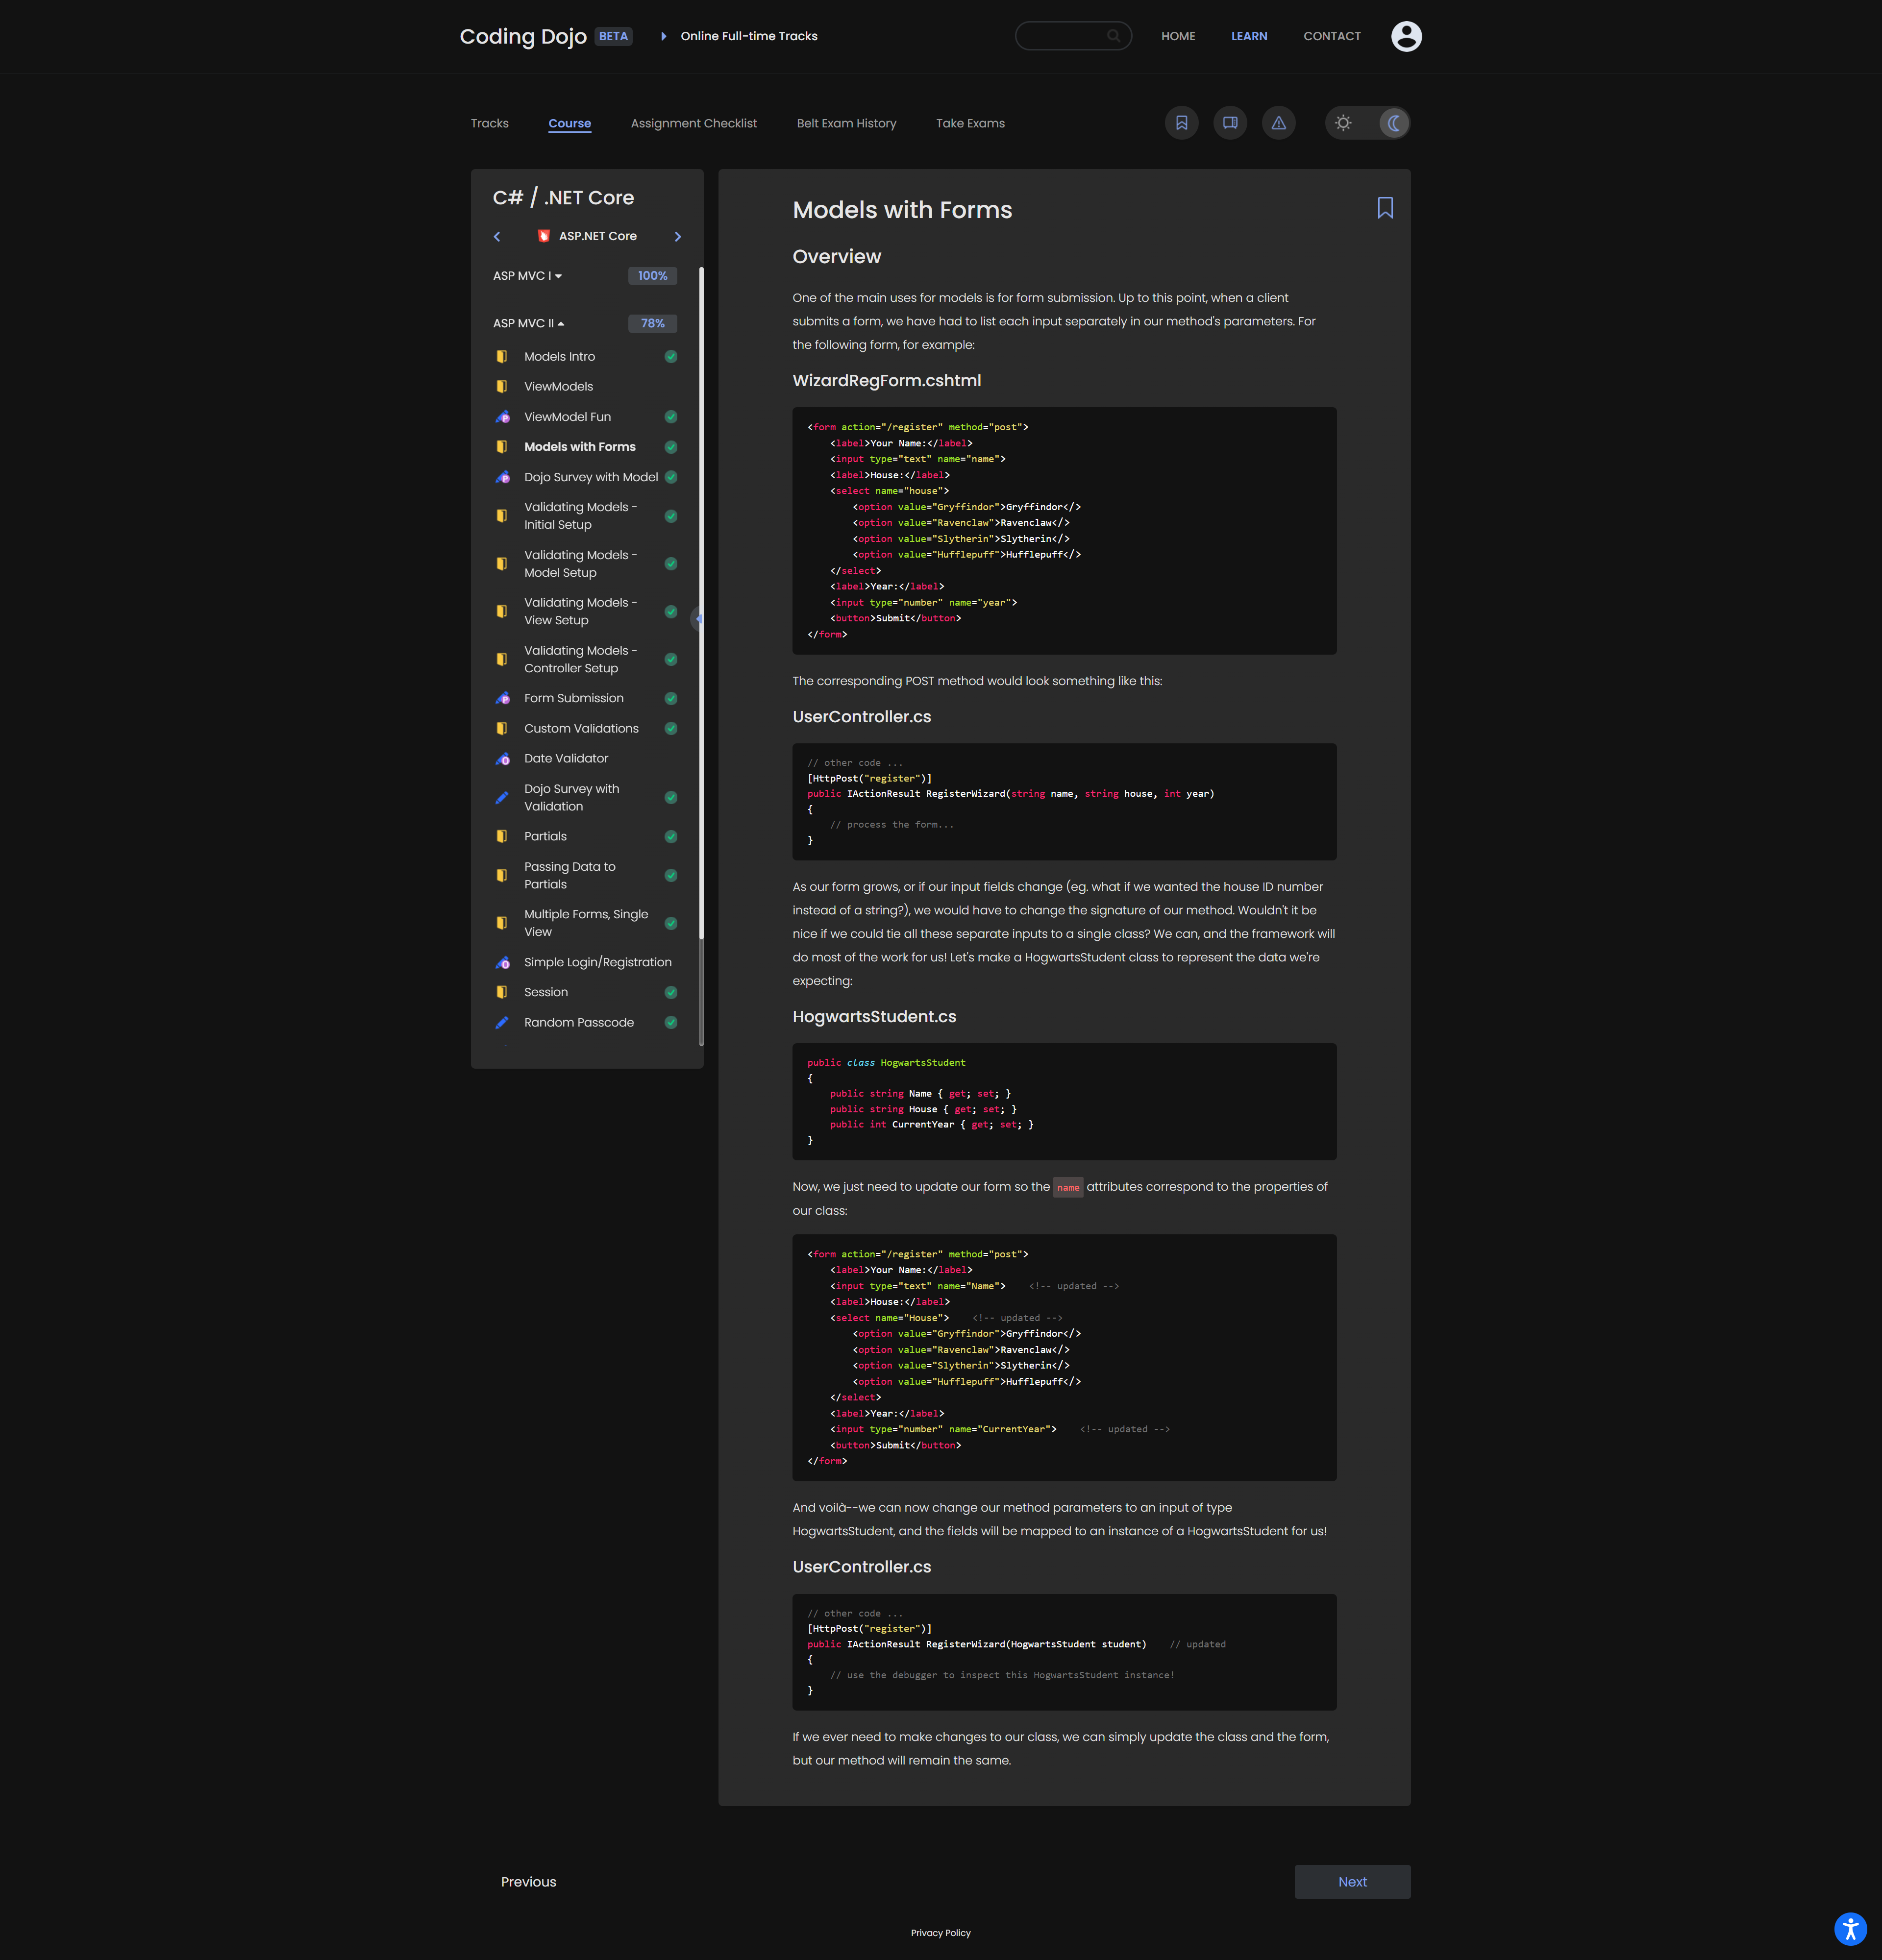 Coding Dojo BETA Online Full-time Tracks HOME LEARN CONTACT
Tracks Course Assignment Checklist Belt Exam History Take Exams
C# / .NET Core
ASP.NET Core
ASP MVC I 100%
ASP MVC II 78%
Models Intro
ViewModels
ViewModel Fun
Models with Forms
Dojo Survey with Model
Validating Models -
Initial Setup
Validating Models -
Model Setup
Validating Models -
View Setup
Validating Models -
Controller Setup
Form Submission
Custom Validations
Date Validator
Dojo Survey with
Validation
Partials
Passing Data to
Partials
Multiple Forms, Single
View
Simple Login/Registration
Session
Random Passcode
Models with Forms
Overview
One of the main uses for models is for form submission. Up to this point, when a client
submits a form, we have had to list each input separately in our method's parameters. For
the following form, for example:
WizardRegForm.cshtml
<form action="/register" method="post">
    <label>Your Name:</label>
    <input type="text" name="name">
    <label>House:</label>
    <select name="house">
        <option value="Gryffindor">Gryffindor</>
        <option value="Ravenclaw">Ravenclaw</>
        <option value="Slytherin">Slytherin</>
        <option value="Hufflepuff">Hufflepuff</>
    </select>
    <label>Year:</label>
    <input type="number" name="year">
    <button>Submit</button>
</form>
The corresponding POST method would look something like this:
UserController.cs
// other code ...
[HttpPost("register")]
public IActionResult RegisterWizard(string name, string house, int year)
{
    // process the form...
}
As our form grows, or if our input fields change (eg. what if we wanted the house ID number
instead of a string?), we would have to change the signature of our method. Wouldn't it be
nice if we could tie all these separate inputs to a single class? We can, and the framework will
do most of the work for us! Let's make a HogwartsStudent class to represent the data we're
expecting:
HogwartsStudent.cs
public class HogwartsStudent
{
    public string Name { get; set; }
    public string House { get; set; }
    public int CurrentYear { get; set; }
}
Now, we just need to update our form so the name attributes correspond to the properties of
our class:
<form action="/register" method="post">
    <label>Your Name:</label>
    <input type="text" name="Name">    <!-- updated -->
    <label>House:</label>
    <select name="House">    <!-- updated -->
        <option value="Gryffindor">Gryffindor</>
        <option value="Ravenclaw">Ravenclaw</>
        <option value="Slytherin">Slytherin</>
        <option value="Hufflepuff">Hufflepuff</>
    </select>
    <label>Year:</label>
    <input type="number" name="CurrentYear">    <!-- updated -->
    <button>Submit</button>
</form>
And voilà--we can now change our method parameters to an input of type
HogwartsStudent, and the fields will be mapped to an instance of a HogwartsStudent for us!
UserController.cs
// other code ...
[HttpPost("register")]
public IActionResult RegisterWizard(HogwartsStudent student)    // updated
{
    // use the debugger to inspect this HogwartsStudent instance!
}
If we ever need to make changes to our class, we can simply update the class and the form,
but our method will remain the same.
Previous Next
Privacy Policy